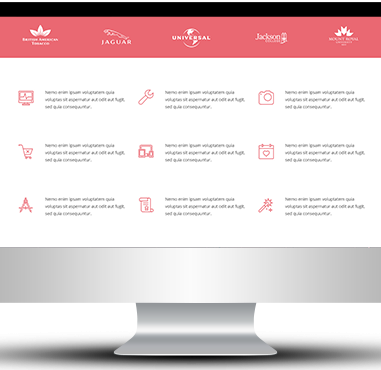 BRITISH AMERICAN
TOBACCO
JAGUAR
UNIVERSAL
Jackson
COLLEGE
MOUNT ROYAL
Nemo enim ipsam voluptatem quia
voluptas sit aspernatur aut odit aut fugit,
sed quia consequuntur.
Nemo enim ipsam voluptatem quia
voluptas sit aspernatur aut odit aut fugit,
sed quia consequuntur.
Nemo enim ipsam voluptatem quia
voluptas sit aspernatur aut odit aut fugit,
sed quia consequuntur.
Nemo enim ipsam voluptatem quia
voluptas sit aspernatur aut odit aut fugit,
sed quia consequuntur.
Nemo enim ipsam voluptatem quia
voluptas sit aspernatur aut odit aut fugit,
sed quia consequuntur.
Nemo enim ipsam voluptatem quia
voluptas sit aspernatur aut odit aut fugit,
sed quia consequuntur.
Nemo enim ipsam voluptatem quia
voluptas sit aspernatur aut odit aut fugit,
sed quia consequuntur.
Nemo enim ipsam voluptatem quia
voluptas sit aspernatur aut odit aut fugit,
sed quia consequuntur.
Nemo enim ipsam voluptatem quia
voluptas sit aspernatur aut odit aut fugit,
sed quia consequuntur.